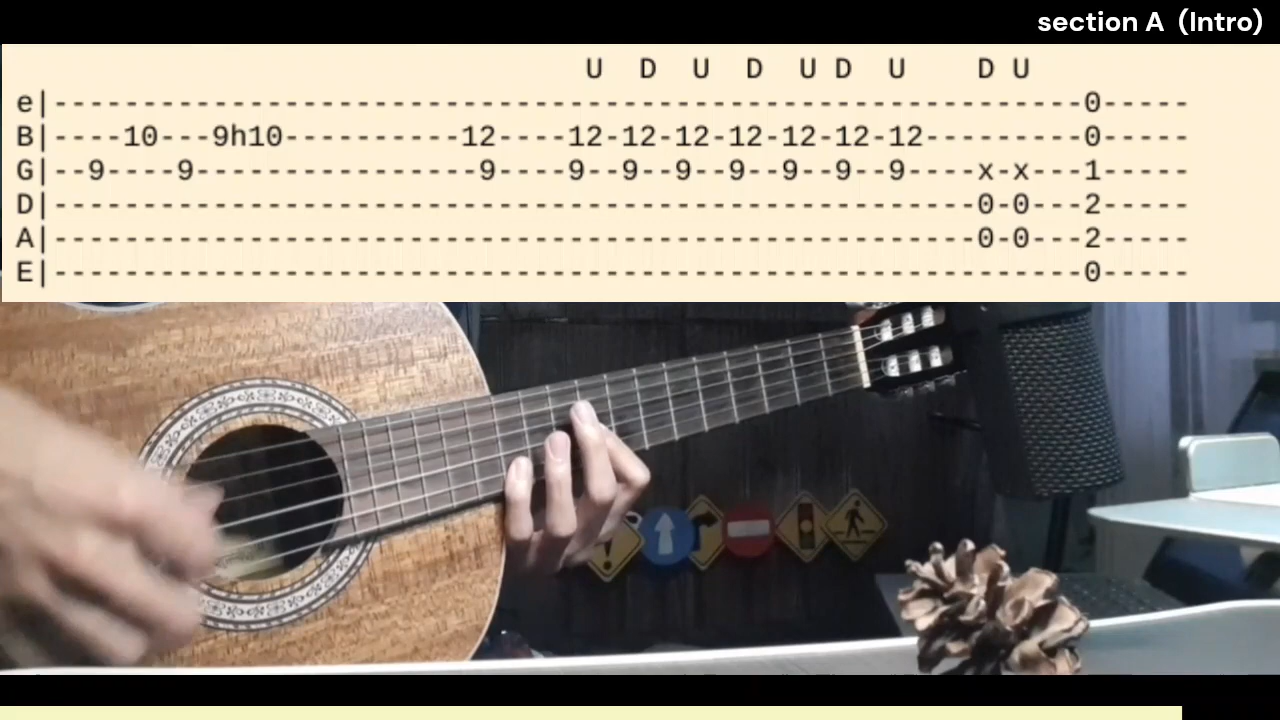 section A (Intro)
U D U D U D U D U
e|----------------------------------------------------------0-----
B|----10---9h10----------12----12-12-12-12-12-12-12---------0-----
G|--9----9----------------9----9--9--9--9--9--9--9----x-x---1-----
D|----------------------------------------------------0-0---2-----
A|----------------------------------------------------0-0---2-----
E|----------------------------------------------------------0-----